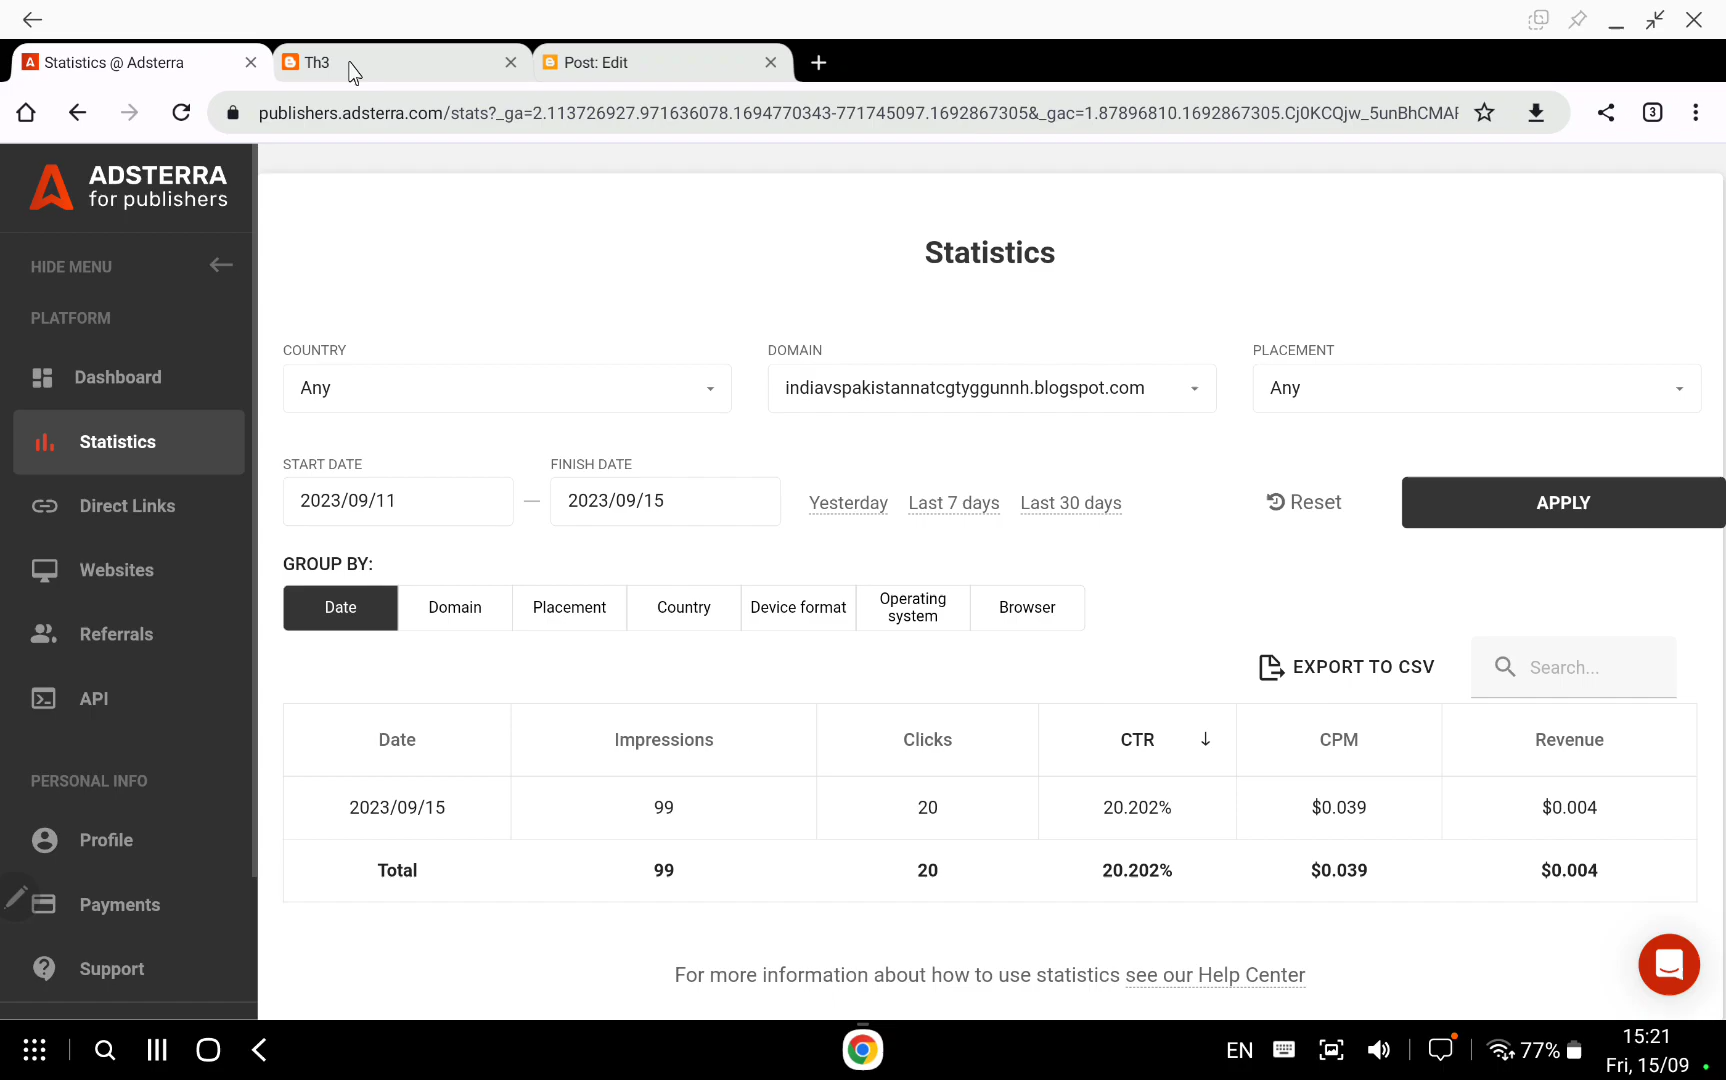 Statistics @ Adsterra
Th3
Post: Edit
publishers.adsterra.com/stats?_ga=2.113726927.971636078.1694770343-771745097.1692867305&_gac=1.87896810.1692867305.Cj0KCQjw_5unBhCMAF
3
ADSTERRA
for publishers
HIDE MENU
PLATFORM
Dashboard
Statistics
Direct Links
Websites
Referrals
API
PERSONAL INFO
Profile
Payments
Support
Statistics
COUNTRY DOMAIN PLACEMENT
Any indiavspakistannatcgtyggunnh.blogspot.com Any
START DATE FINISH DATE
2023/09/11 — 2023/09/15 Yesterday Last 7 days Last 30 days Reset APPLY
GROUP BY:
Date Domain Placement Country Device format Operating system Browser
EXPORT TO CSV Search...
Date Impressions Clicks CTR ↓ CPM Revenue
2023/09/15 99 20 20.202% $0.039 $0.004
Total 99 20 20.202% $0.039 $0.004
For more information about how to use statistics see our Help Center
EN 77% 15:21
Fri, 15/09